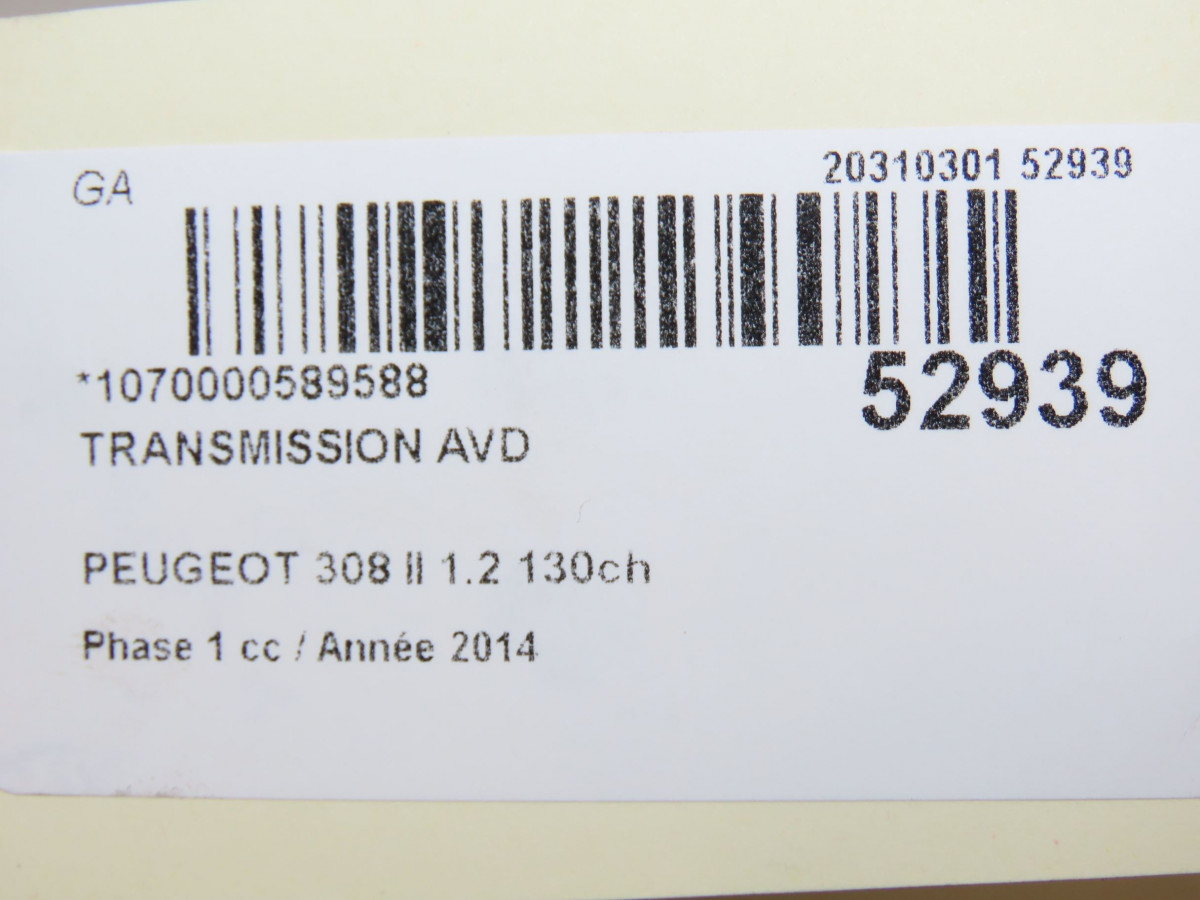 GA
20310301 52939
*1070000589588
52939
TRANSMISSION AVD
PEUGEOT 308 II 1.2 130ch
Phase 1 cc / Année 2014